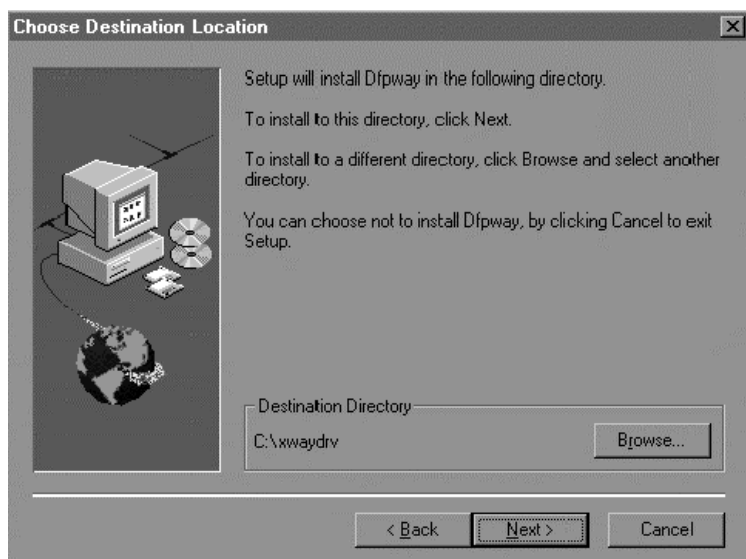 Choose Destination Location
Setup will install Dfpway in the following directory.
To install to this directory, click Next.
To install to a different directory, click Browse and select another
directory.
You can choose not to install Dfpway, by clicking Cancel to exit
Setup.
Destination Directory
C:\xwaydrv
Browse...
< Back
Next >
Cancel